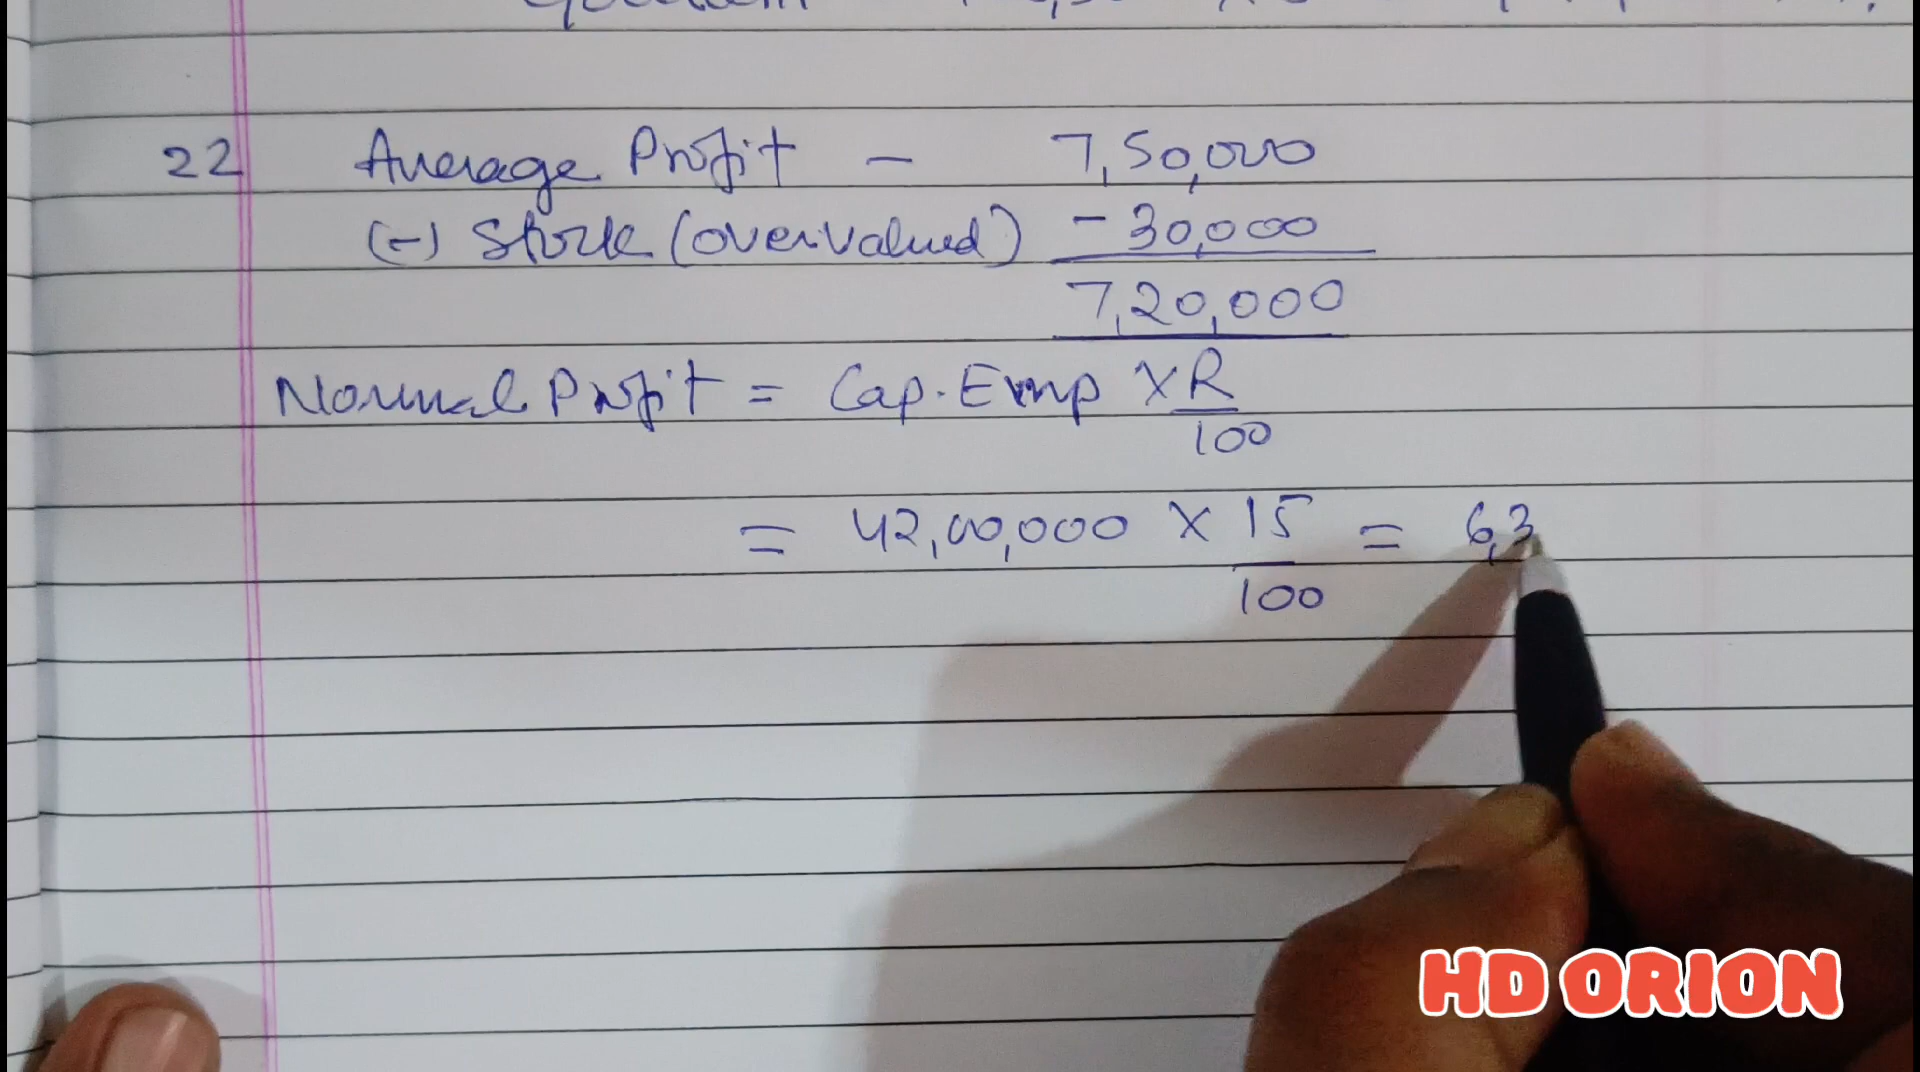 22 Average Profit - 7,50,000
(-) Stock (overvalued) - 30,000
7,20,000
Normal Profit = Cap. Emp × R
100
= 42,00,000 × 15 = 6,3
100
HD ORION